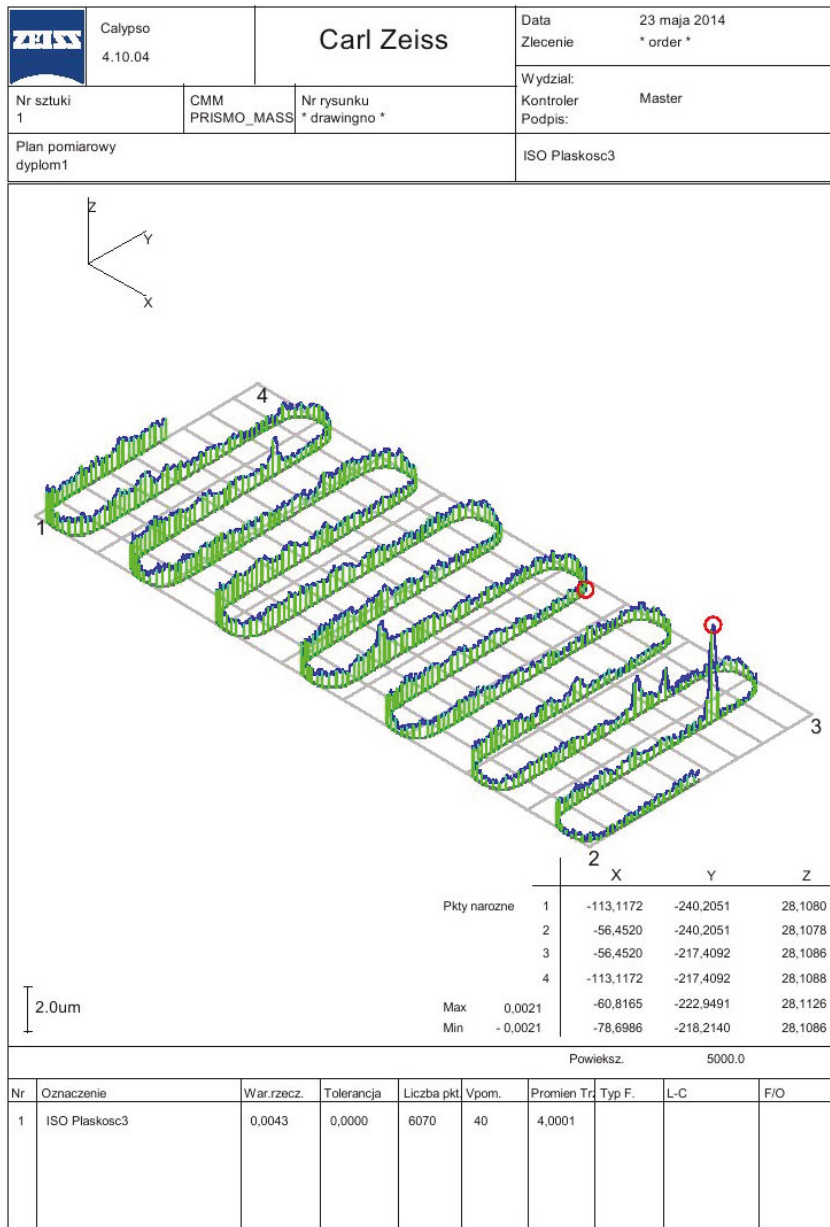 ZEISS
Calypso
4.10.04
Carl Zeiss
Data 23 maja 2014
Zlecenie * order *
Wydzial:
Kontroler Master
Podpis:
Nr sztuki
1
CMM
PRISMO_MASS
Nr rysunku
* drawingno *
Plan pomiarowy
dyplom1
ISO Plaskosc3
Z
Y
X
4
1
3
2
X Y Z
Pkty narozne 1 -113,1172 -240,2051 28,1080
2 -56,4520 -240,2051 28,1078
3 -56,4520 -217,4092 28,1086
4 -113,1172 -217,4092 28,1088
Max 0,0021 -60,8165 -222,9491 28,1126
Min - 0,0021 -78,6986 -218,2140 28,1086
2.0um
Powieksz. 5000.0
Nr Oznaczenie War.rzecz. Tolerancja Liczba pkt. Vpom. Promien Trz Typ F. L-C F/O
1 ISO Plaskosc3 0,0043 0,0000 6070 40 4,0001